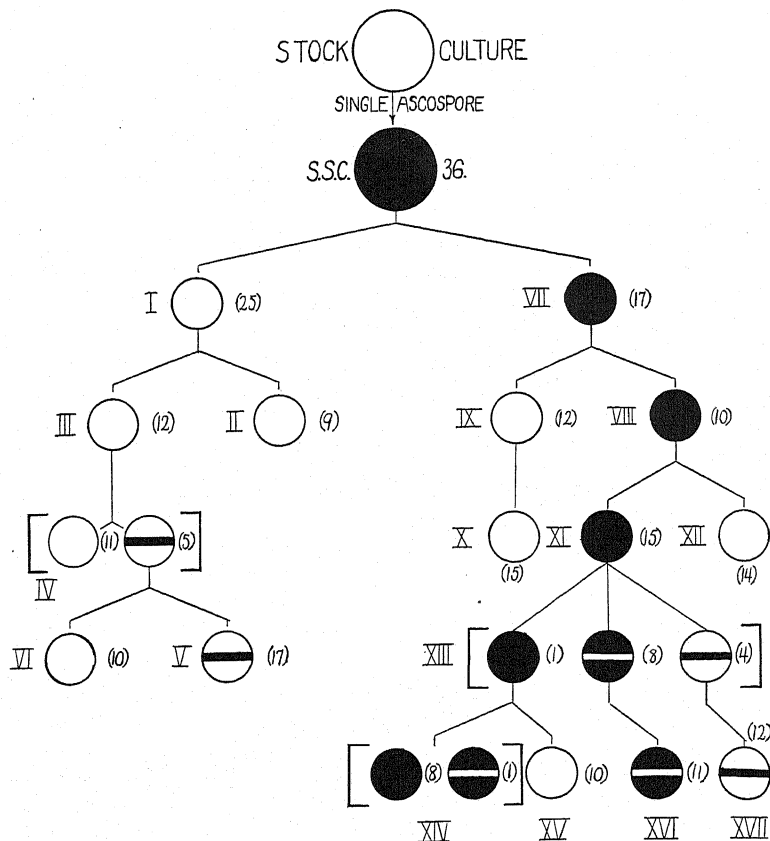 STOCK CULTURE
SINGLE ASCOSPORE
S.S.C. 36.
I (25) VII (17)
III (12) II (9) IX (12) VIII (10)
(11) (5) X XI (15) XII
IV (15) (14)
VI (10) V (17) XIII (1) (8) (4)
(12)
(8) (1) (10) (11)
XIV XV XVI XVII